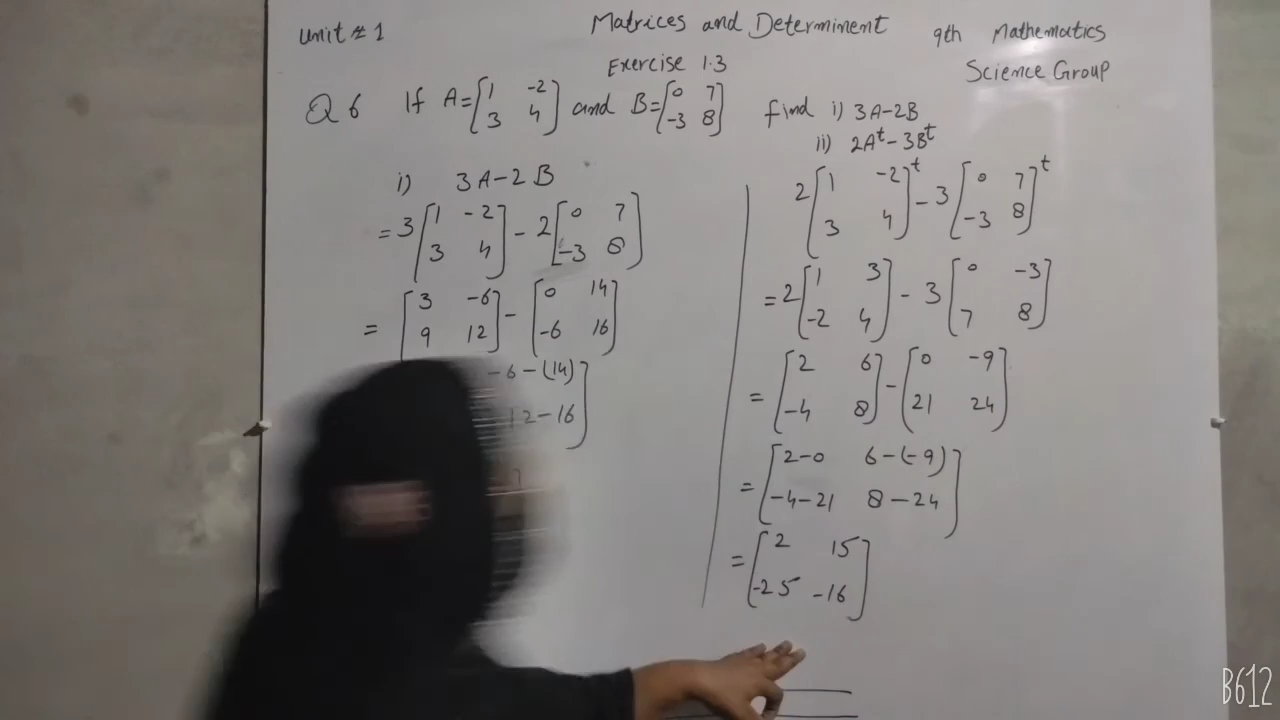 Unit # 1 Matrices and Determinent 9th Mathematics
Exercise 1.3 Science Group
Q 6 If A=[1 -2 and B=[0 7 find i) 3A-2B
3 4] -3 8] ii) 2Aᵗ-3Bᵗ
i) 3A-2B
=3[1 -2 - 2[0 7
3 4] -3 8]
= [3 -6 - [0 14
9 12] -6 16]
-6-(14)
12-16]
2[1 -2 ᵗ - 3[0 7 ᵗ
3 4] -3 8]
=2[1 3 - 3[0 -3
-2 4] 7 8]
= [2 6 - [0 -9
-4 8] 21 24]
= [2-0 6-(-9)
-4-21 8-24]
= [2 15
-25 -16]
B612